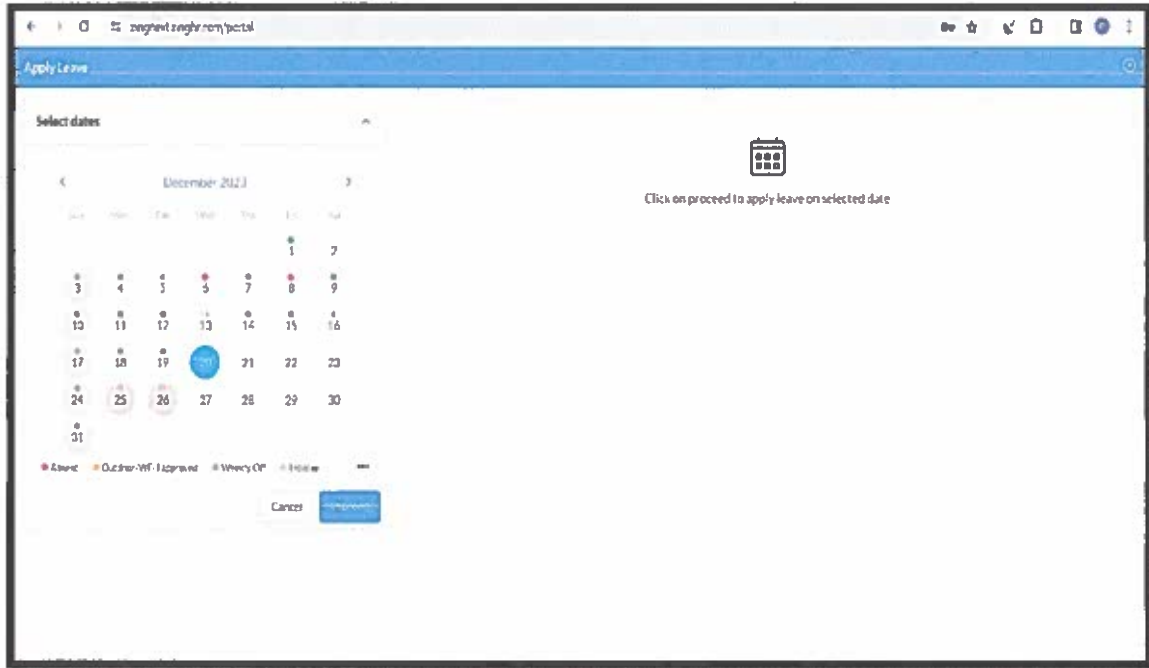 Apply Leave
Select dates
December 2023
Click on proceed to apply leave on selected date
1 2
3 4 5 6 7 8 9
10 11 12 13 14 15 16
17 18 19 20 21 22 23
24 25 26 27 28 29 30
31
Absent Weekly Off
Cancel